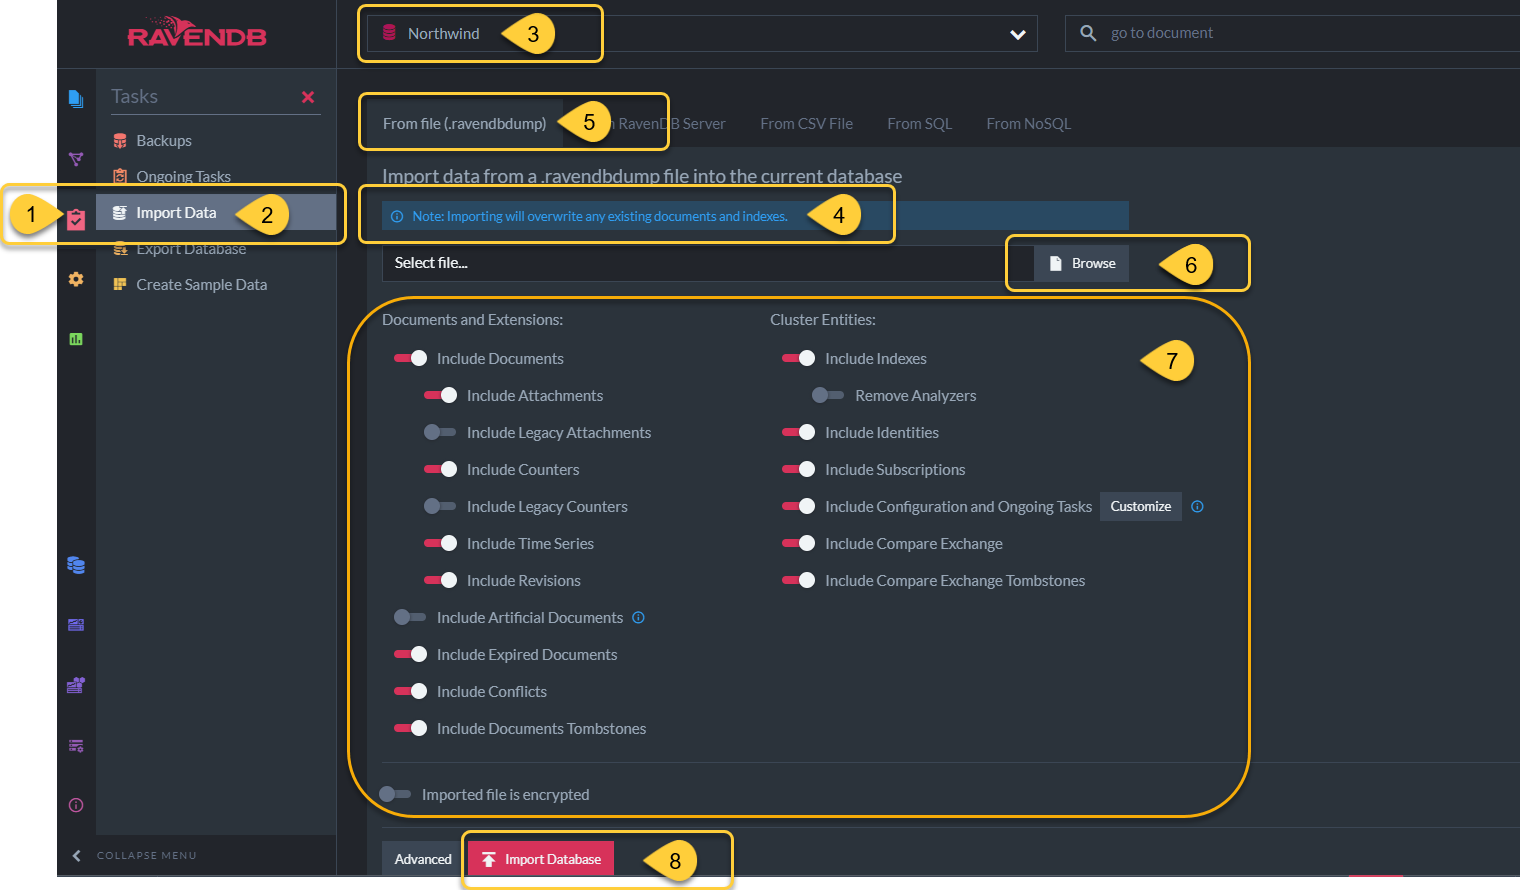 RAVENDB
3
Northwind
go to document
Tasks
Backups
Ongoing Tasks
1
Import Data
2
Export Database
Create Sample Data
COLLAPSE MENU
From file (.ravendbdump)
5
RavenDB Server
From CSV File
From SQL
From NoSQL
Import data from a .ravendbdump file into the current database
Note: Importing will overwrite any existing documents and indexes.
4
Select file...
Browse
6
Documents and Extensions:
Include Documents
Include Attachments
Include Legacy Attachments
Include Counters
Include Legacy Counters
Include Time Series
Include Revisions
Include Artificial Documents
Include Expired Documents
Include Conflicts
Include Documents Tombstones
Cluster Entities:
7
Include Indexes
Remove Analyzers
Include Identities
Include Subscriptions
Include Configuration and Ongoing Tasks
Customize
Include Compare Exchange
Include Compare Exchange Tombstones
Imported file is encrypted
Advanced
Import Database
8